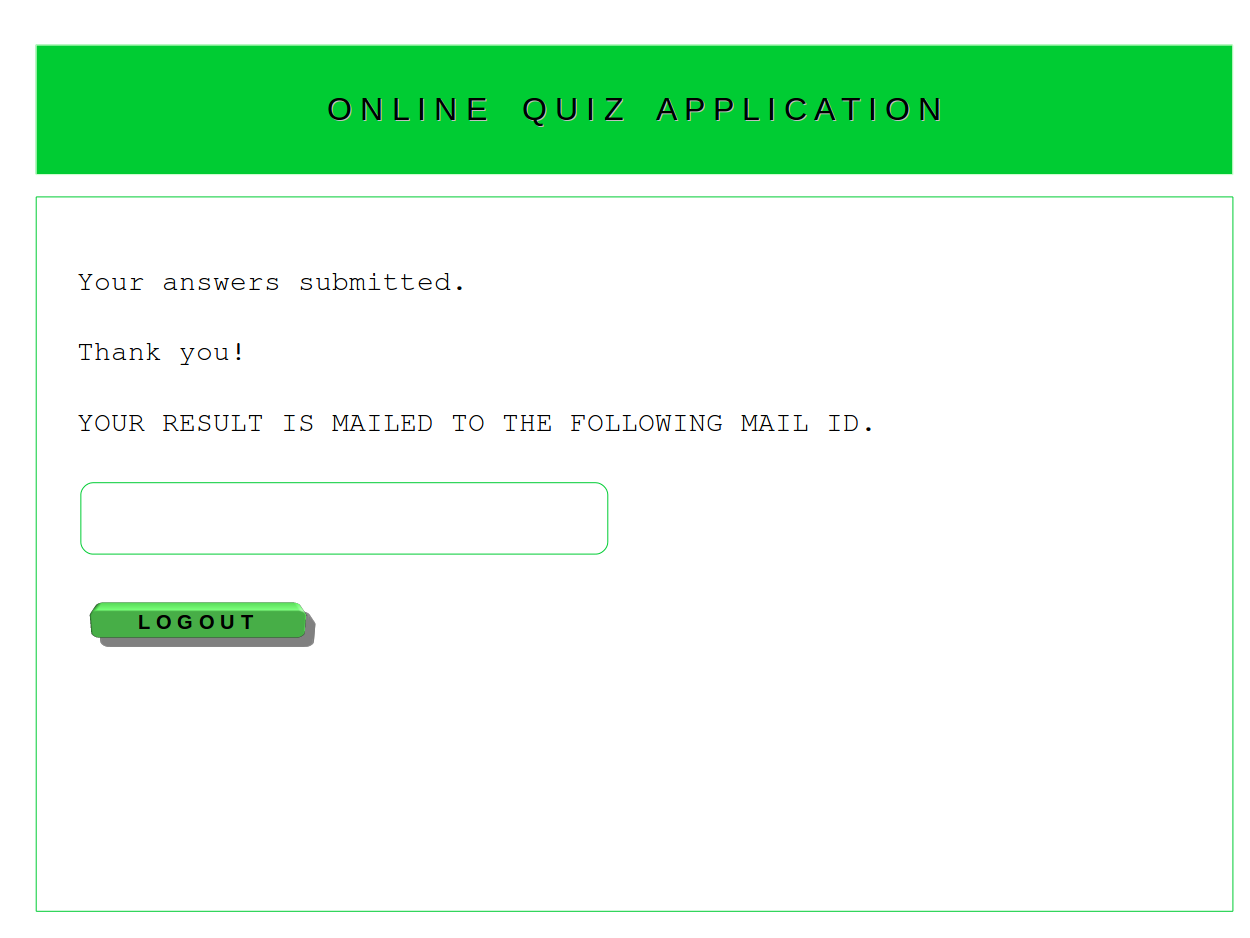 ONLINE QUIZ APPLICATION
Your answers submitted.
Thank you!
YOUR RESULT IS MAILED TO THE FOLLOWING MAIL ID.
LOGOUT